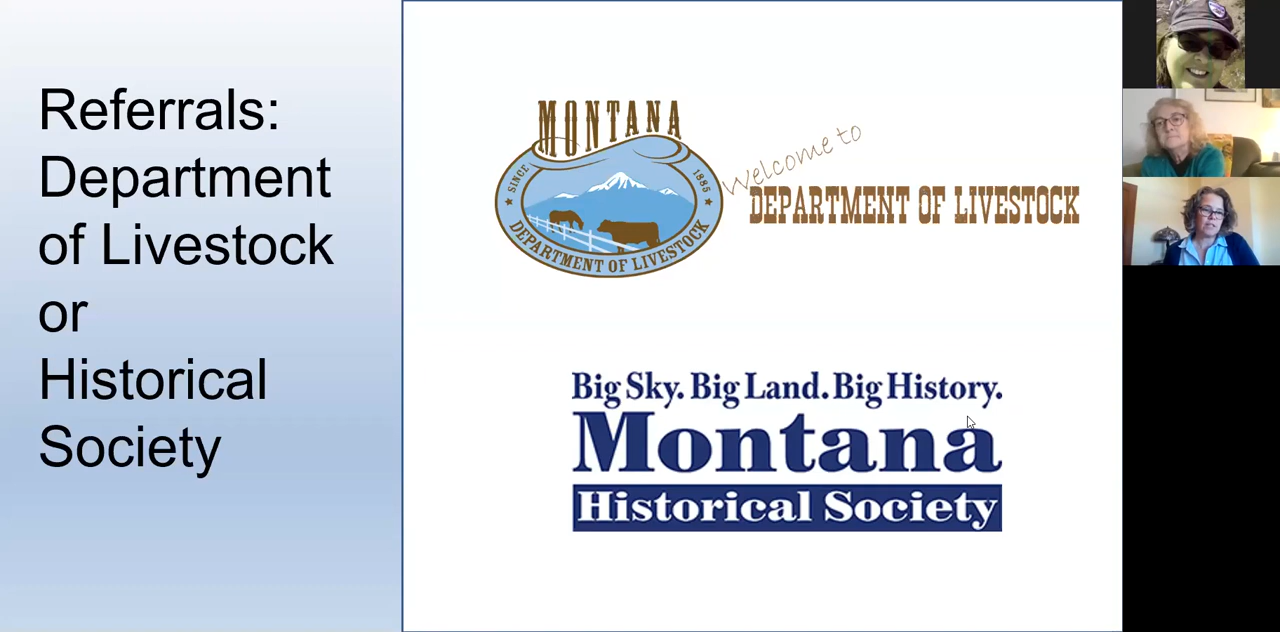 Referrals:
Department
of Livestock
or
Historical
Society
MONTANA
SINCE 1885
DEPARTMENT OF LIVESTOCK
Welcome to
DEPARTMENT OF LIVESTOCK
Big Sky. Big Land. Big History.
Montana
Historical Society